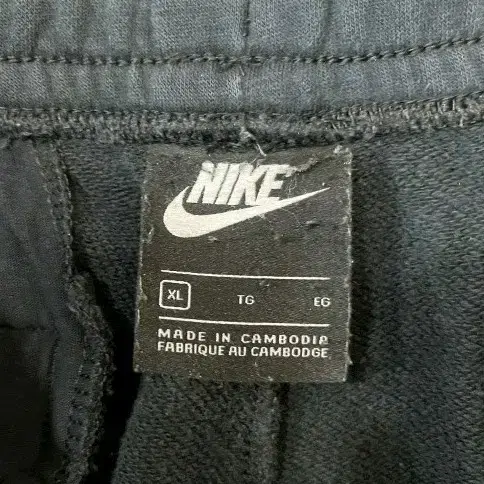 NIKE
XL TG EG
MADE IN CAMBODIA
FABRIQUE AU CAMBODGE